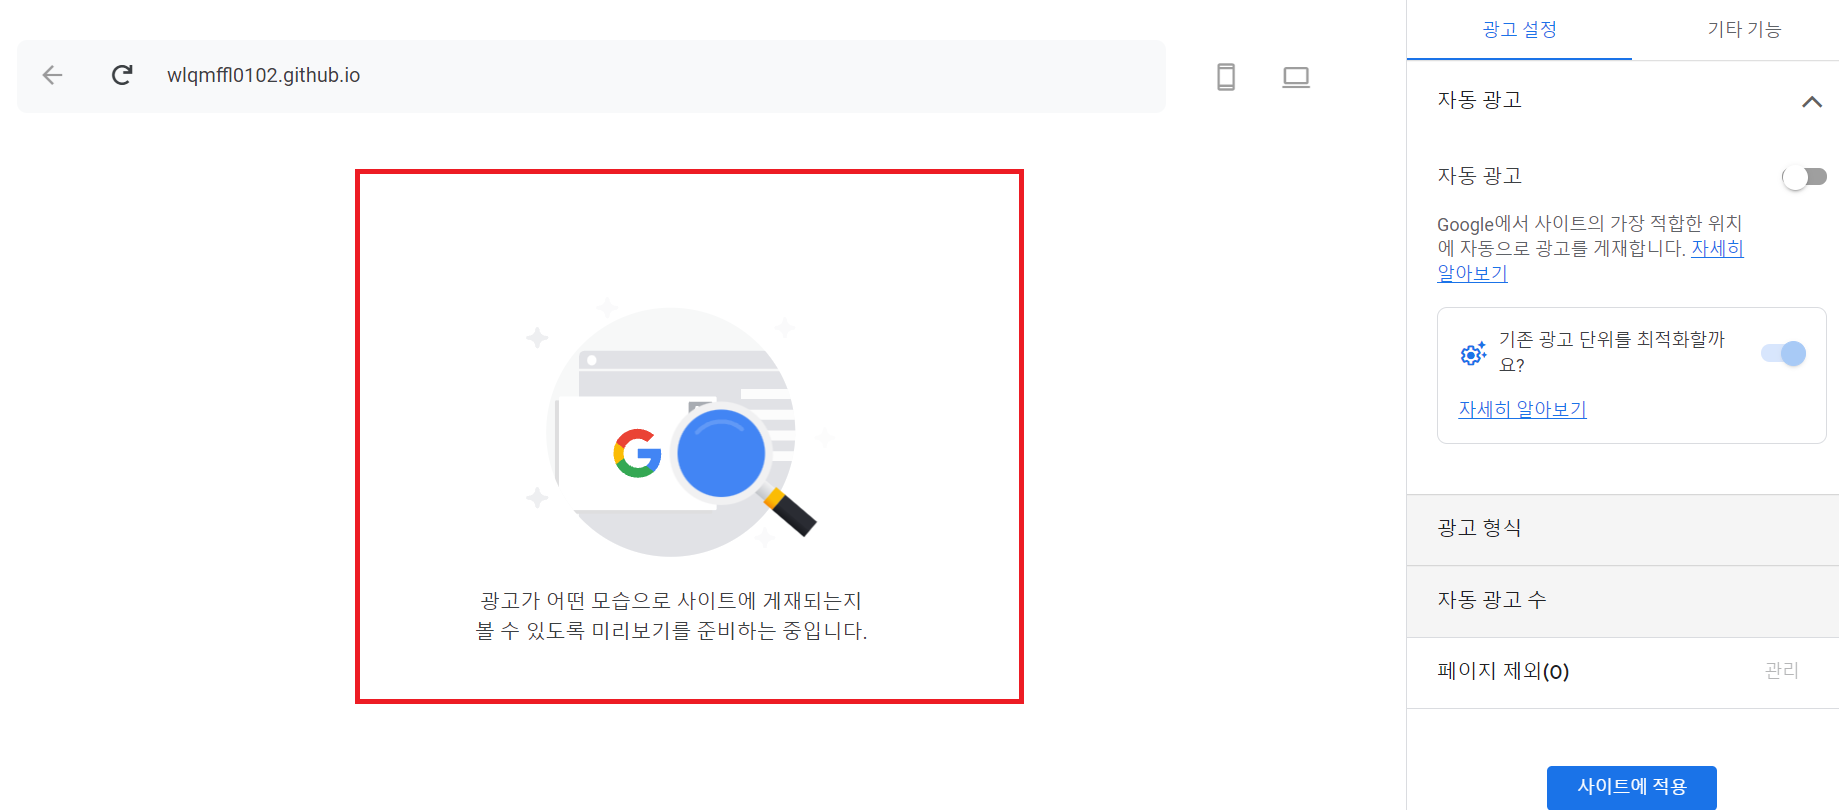 wlqmffl0102.github.io
광고가 어떤 모습으로 사이트에 게재되는지
볼 수 있도록 미리보기를 준비하는 중입니다.
광고 설정
기타 기능
자동 광고
자동 광고
Google에서 사이트의 가장 적합한 위치
에 자동으로 광고를 게재합니다. 자세히
알아보기
기존 광고 단위를 최적화할까
요?
자세히 알아보기
광고 형식
자동 광고 수
페이지 제외(0)
관리
사이트에 적용